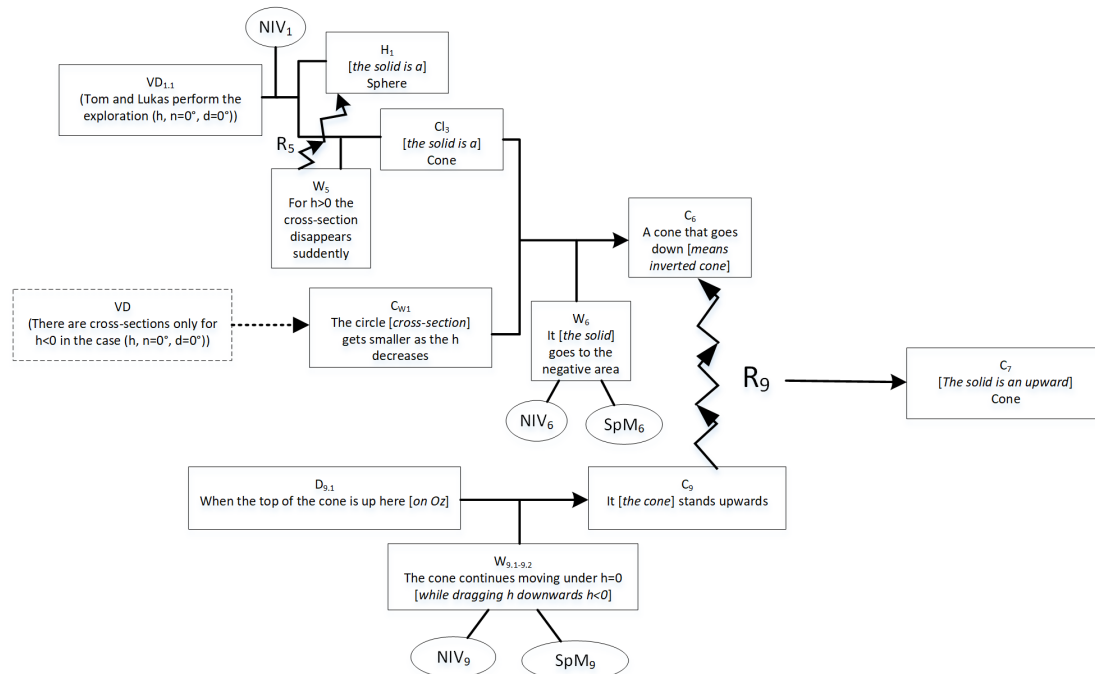 NIV1
H1
[the solid is a]
Sphere
VD1.1
(Tom and Lukas perform the
exploration (h, n=0°, d=0°))
R5
Cl3
[the solid is a]
Cone
W5
For h>0 the
cross-section
disappears
suddently
C6
A cone that goes
down [means
inverted cone]
VD
(There are cross-sections only for
h<0 in the case (h, n=0°, d=0°))
CW1
The circle [cross-section]
gets smaller as the h
decreases
W6
It [the solid]
goes to the
negative area
NIV6
SpM6
R9
C7
[The solid is an upward]
Cone
D9.1
When the top of the cone is up here [on Oz]
C9
It [the cone] stands upwards
W9.1-9.2
The cone continues moving under h=0
[while dragging h downwards h<0]
NIV9
SpM9